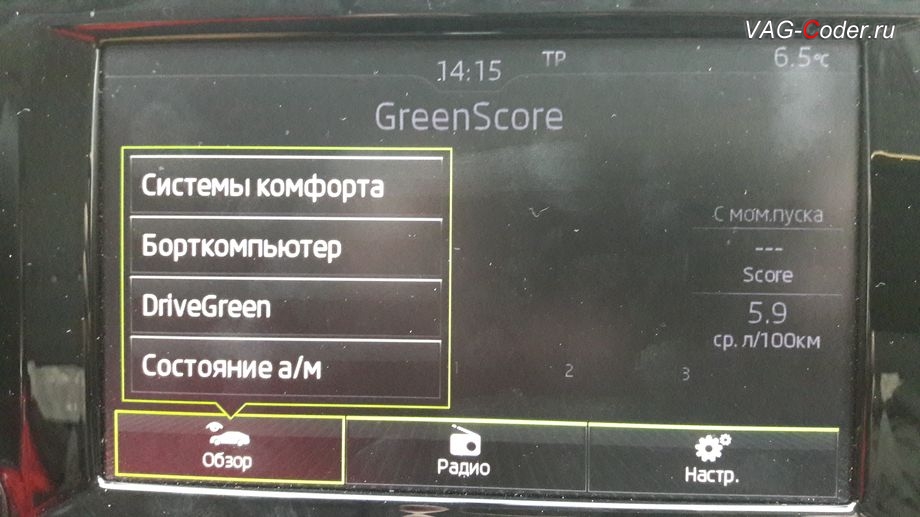 VAG-Coder.ru
14:15
TP
6.5°C
GreenScore
Системы комфорта
Борткомпьютер
DriveGreen
Состояние а/м
С мом.пуска
---
Score
5.9
ср. л/100км
1
2
3
Обзор
Радио
Настр.